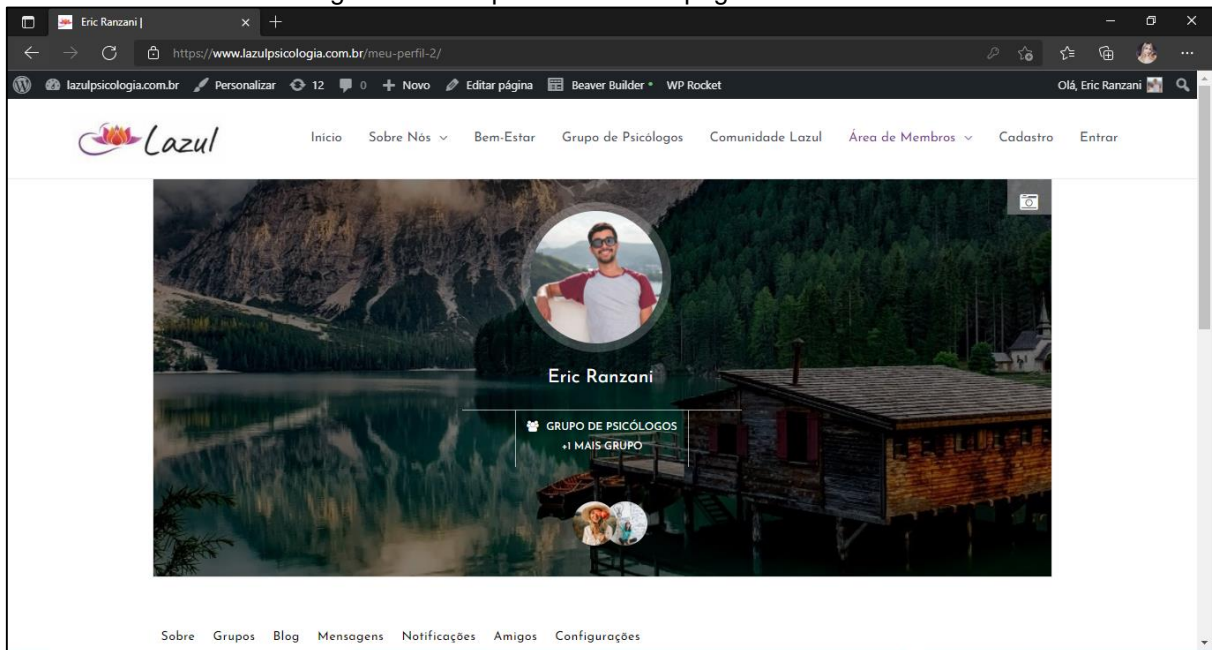 Eric Ranzani |
https://www.lazulpsicologia.com.br/meu-perfil-2/
lazulpsicologia.com.br Personalizar 12 0 Novo Editar página Beaver Builder WP Rocket Olá, Eric Ranzani
Lazul Início Sobre Nós Bem-Estar Grupo de Psicólogos Comunidade Lazul Área de Membros Cadastro Entrar
Eric Ranzani
GRUPO DE PSICÓLOGOS
+1 MAIS GRUPO
Sobre Grupos Blog Mensagens Notificações Amigos Configurações